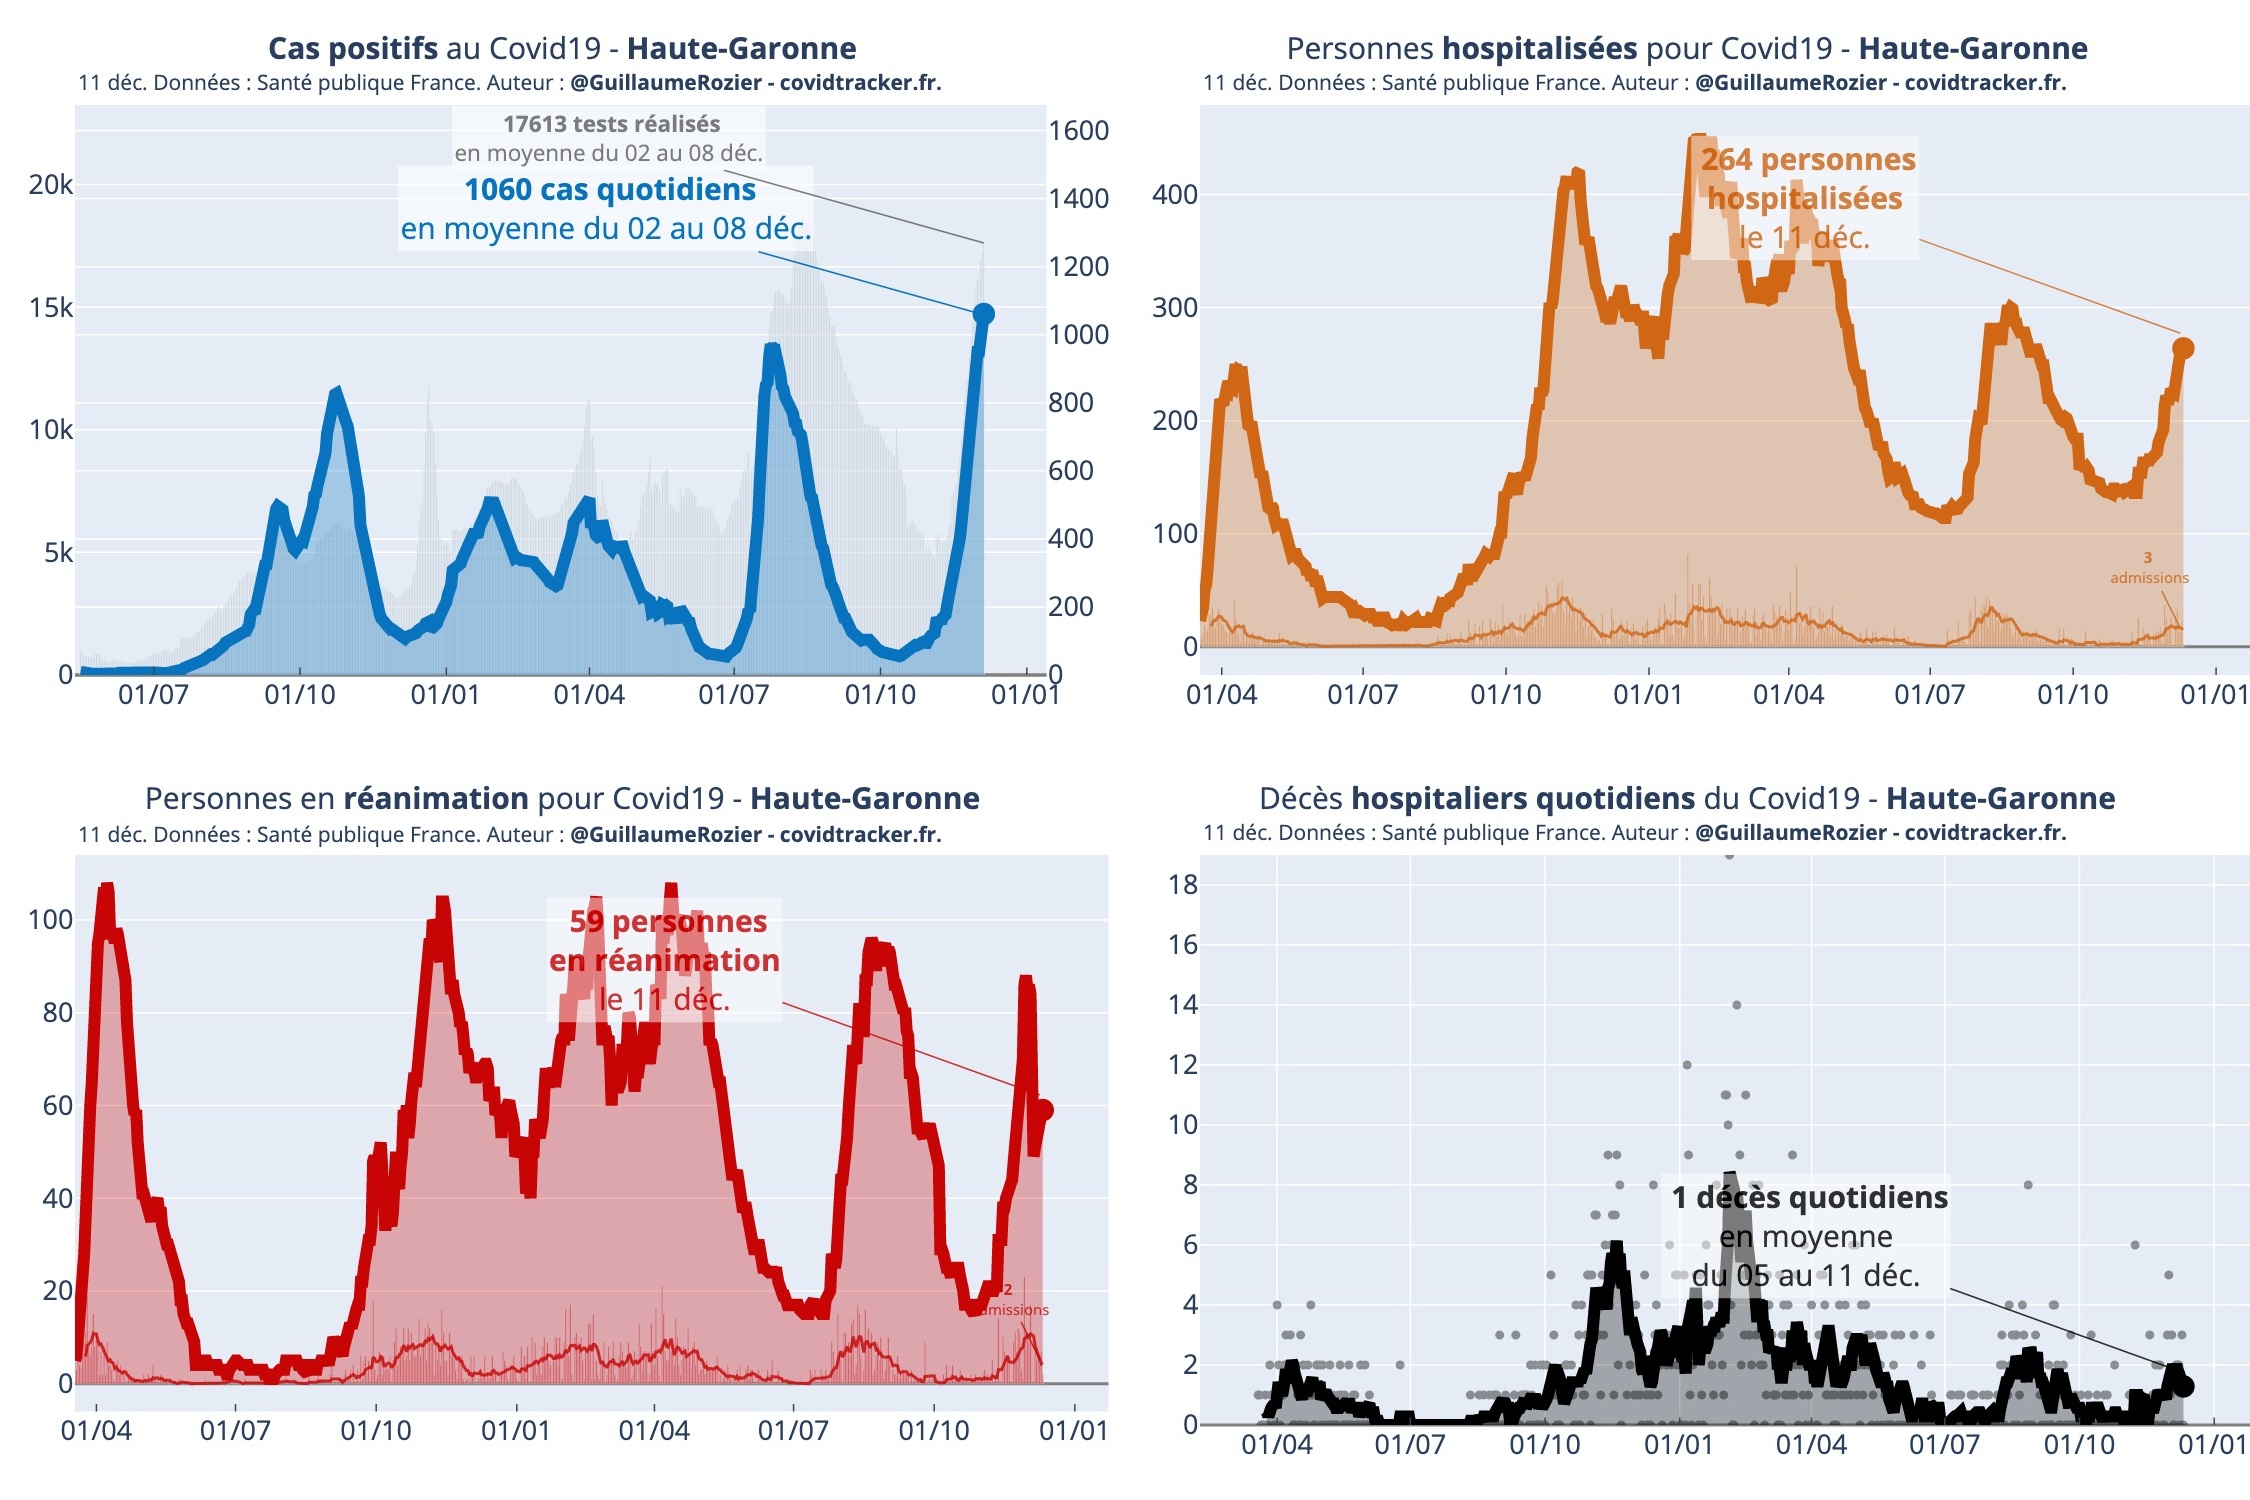 Cas positifs au Covid19 - Haute-Garonne
11 déc. Données : Santé publique France. Auteur : @GuillaumeRozier - covidtracker.fr.
17613 tests réalisés
en moyenne du 02 au 08 déc.
1060 cas quotidiens
en moyenne du 02 au 08 déc.
20k
15k
10k
5k
0
1600
1400
1200
1000
800
600
400
200
0
01/07 01/10 01/01 01/04 01/07 01/10 01/01
Personnes hospitalisées pour Covid19 - Haute-Garonne
11 déc. Données : Santé publique France. Auteur : @GuillaumeRozier - covidtracker.fr.
264 personnes
hospitalisées
le 11 déc.
400
300
200
100
0
3
admissions
01/04 01/07 01/10 01/01 01/04 01/07 01/10 01/01
Personnes en réanimation pour Covid19 - Haute-Garonne
11 déc. Données : Santé publique France. Auteur : @GuillaumeRozier - covidtracker.fr.
59 personnes
en réanimation
le 11 déc.
100
80
60
40
20
0
2
admissions
01/04 01/07 01/10 01/01 01/04 01/07 01/10 01/01
Décès hospitaliers quotidiens du Covid19 - Haute-Garonne
11 déc. Données : Santé publique France. Auteur : @GuillaumeRozier - covidtracker.fr.
1 décès quotidiens
en moyenne
du 05 au 11 déc.
18
16
14
12
10
8
6
4
2
0
01/04 01/07 01/10 01/01 01/04 01/07 01/10 01/01